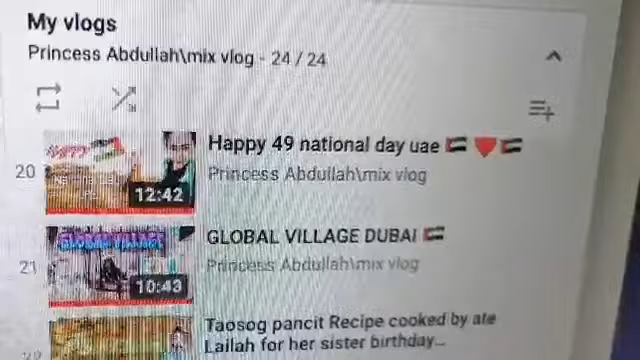 My vlogs
Princess Abdullah\mix vlog - 24 / 24
20
12:42
Happy 49 national day uae
Princess Abdullah\mix vlog
21
GLOBAL VILLAGE
10:43
GLOBAL VILLAGE DUBAI
Princess Abdullah\mix vlog
Taosog pancit Recipe cooked by ate
Lailah for her sister birthday...